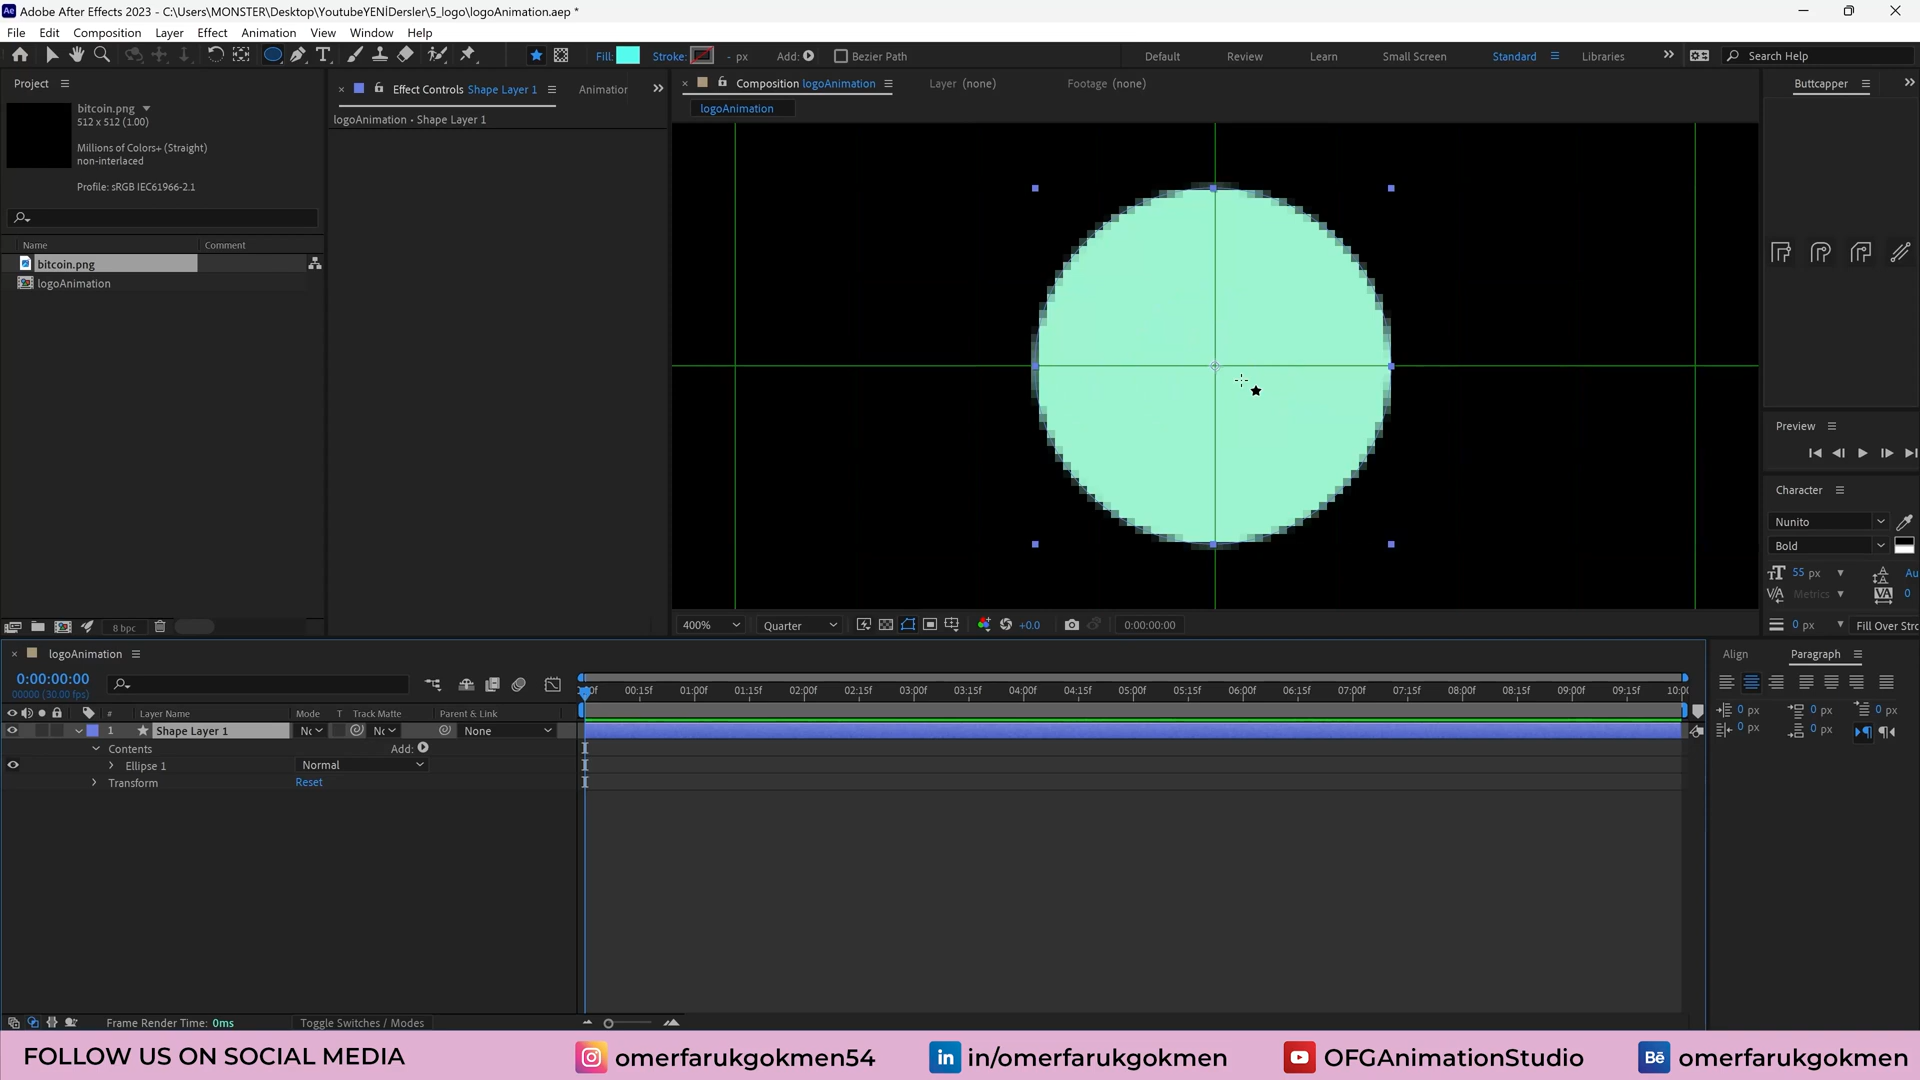 Ae Adobe After Effects 2023 - C:\Users\MONSTER\Desktop\YoutubeYENİDersler\5_logo\logoAnimation.aep *
File Edit Composition Layer Effect Animation View Window Help
Fill: Stroke: - px Add: Bezier Path Default Review Learn Small Screen Standard Libraries Search Help
Project Effect Controls Shape Layer 1 Composition logoAnimation Layer (none) Footage (none) Buttcapper
logoAnimation
bitcoin.png
512 x 512 (1.00)
logoAnimation • Shape Layer 1
Millions of Colors+ (Straight)
non-interlaced
Profile: sRGB IEC61966-2.1
Name Comment
bitcoin.png
logoAnimation
Preview
Character
Nunito
Bold
55 px Au
Metrics 0
0 px Fill Over Stro
8 bpc 400% Quarter +0.0 0:00:00:00
logoAnimation Align Paragraph
0:00:00:00
00000 (30.00 fps)
00:15f 01:00f 01:15f 02:00f 02:15f 03:00f 03:15f 04:00f 04:15f 05:00f 05:15f 06:00f 06:15f 07:00f 07:15f 08:00f 08:15f 09:00f 09:15f
# Layer Name Mode T Track Matte Parent & Link
1 Shape Layer 1 None
Contents Add:
Ellipse 1 Normal
Transform Reset
0 px 0 px 0 px
0 px 0 px
Frame Render Time: 0ms Toggle Switches / Modes
FOLLOW US ON SOCIAL MEDIA omerfarukgokmen54 in in/omerfarukgokmen OFGAnimationStudio Bē omerfarukgokmen